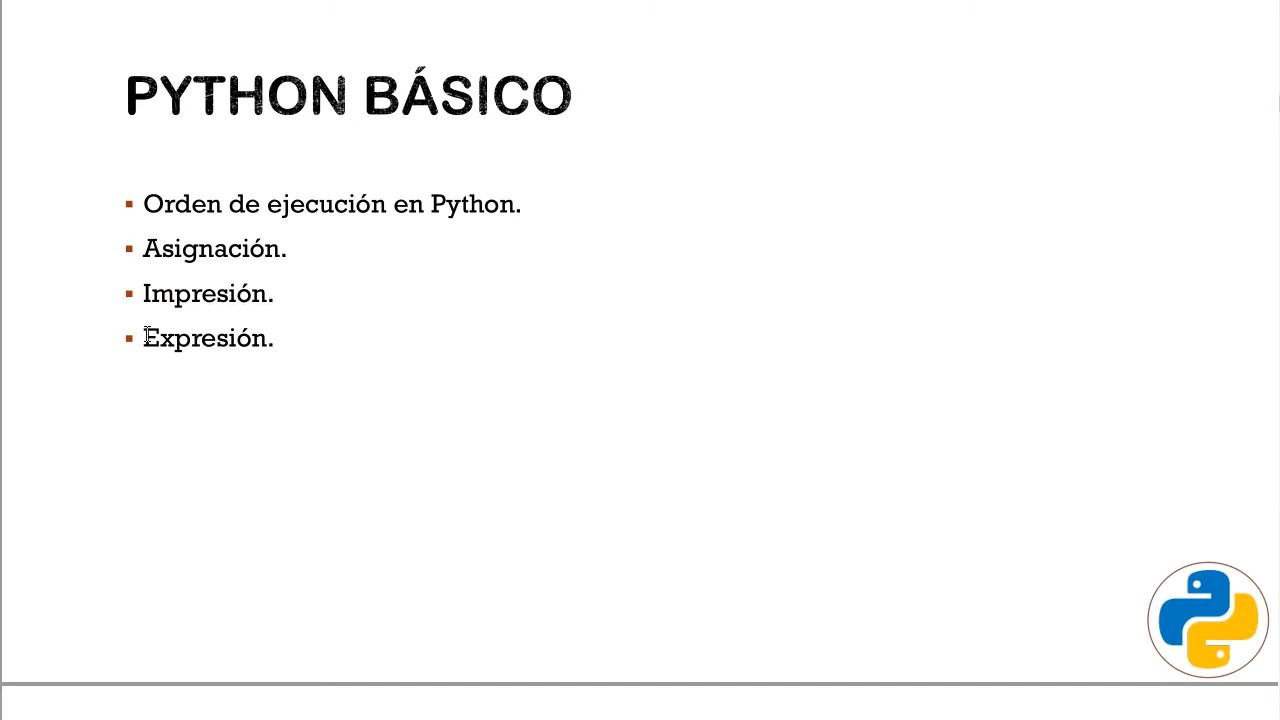 PYTHON BÁSICO
▪ Orden de ejecución en Python.
▪ Asignación.
▪ Impresión.
▪ Expresión.